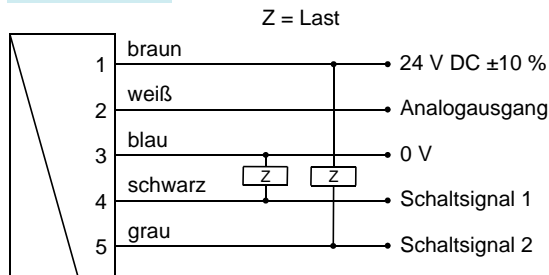 Z = Last
1 braun 24 V DC ±10 %
2 weiß Analogausgang
3 blau 0 V
Z Z
4 schwarz Schaltsignal 1
5 grau Schaltsignal 2